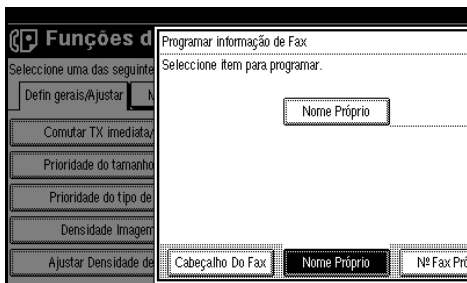 Funções d
Programar informação de Fax
Seleccione uma das seguinte
Seleccione item para programar.
Defin gerais/Ajustar
N
Nome Próprio
Comutar TX imediata/
Prioridade do tamanho
Prioridade do tipo de
Densidade Imagem
Ajustar Densidade de
Cabeçalho Do Fax
Nome Próprio
Nº Fax Pró